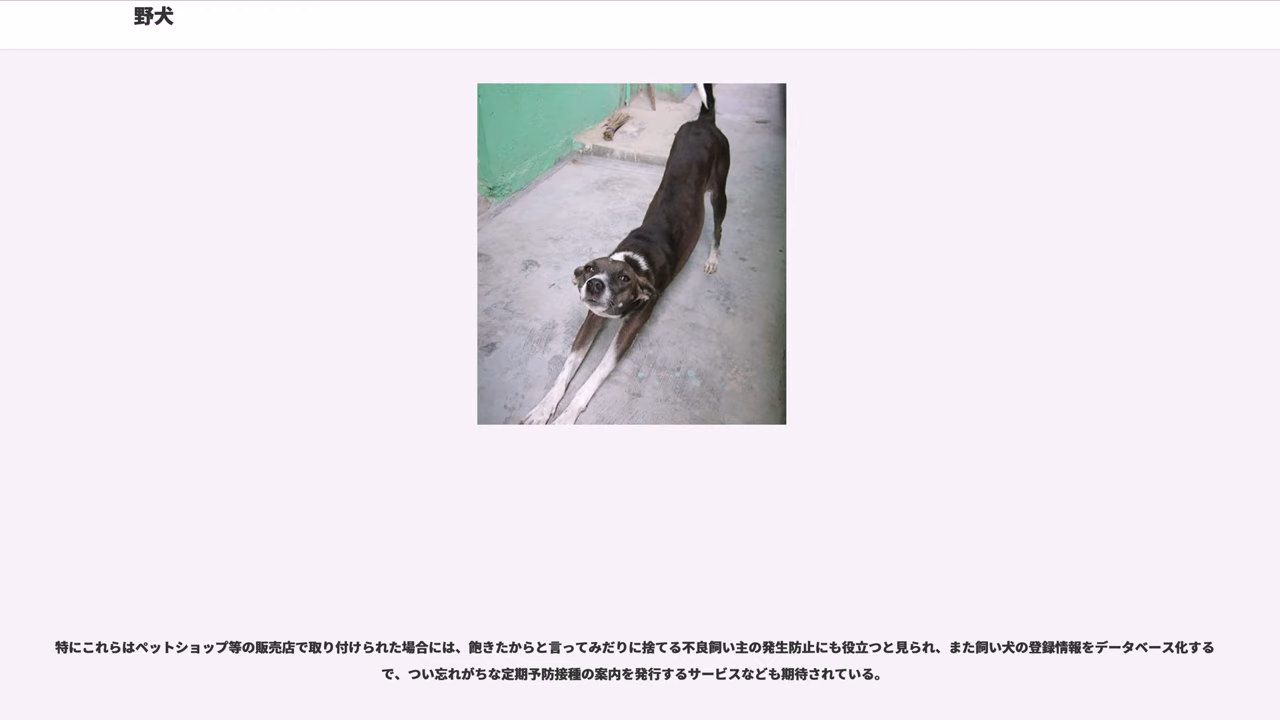 野犬
特にこれらはペットショップ等の販売店で取り付けられた場合には、飽きたからと言ってみだりに捨てる不良飼い主の発生防止にも役立つと見られ、また飼い犬の登録情報をデータベース化する
で、つい忘れがちな定期予防接種の案内を発行するサービスなども期待されている。